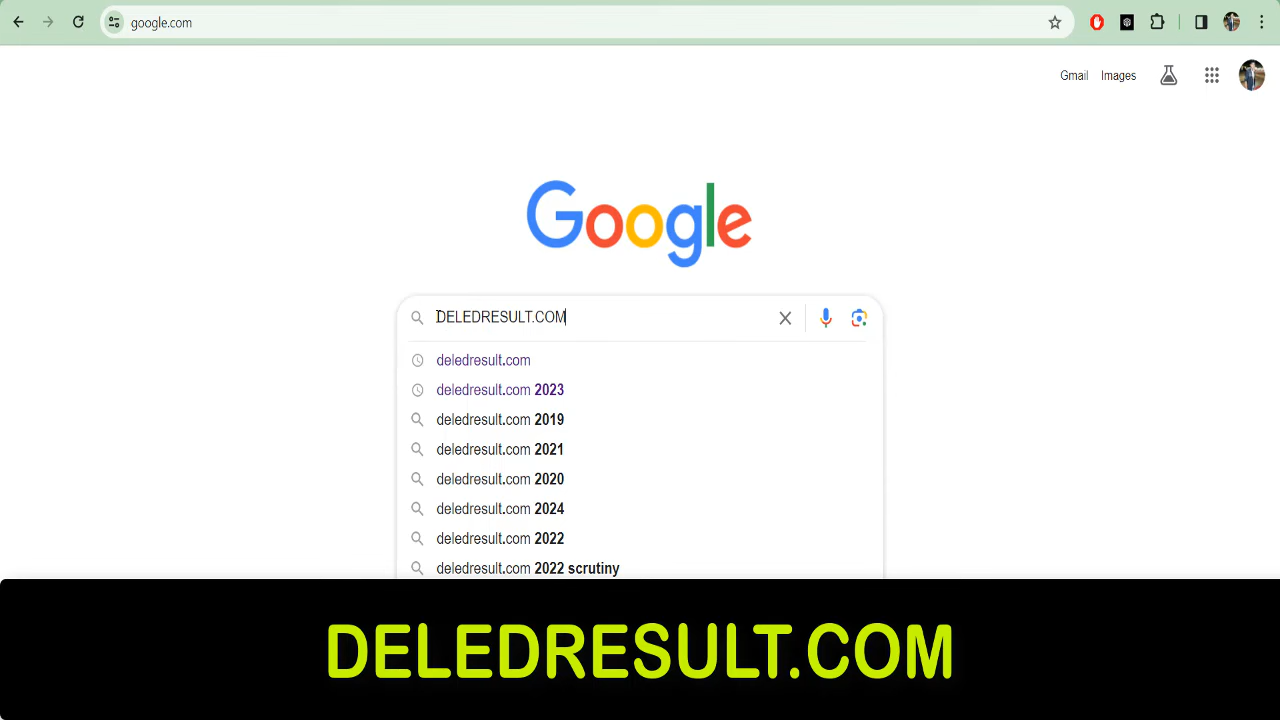 google.com
Gmail Images
Google
DELEDRESULT.COM
deledresult.com
deledresult.com 2023
deledresult.com 2019
deledresult.com 2021
deledresult.com 2020
deledresult.com 2024
deledresult.com 2022
deledresult.com 2022 scrutiny
DELEDRESULT.COM